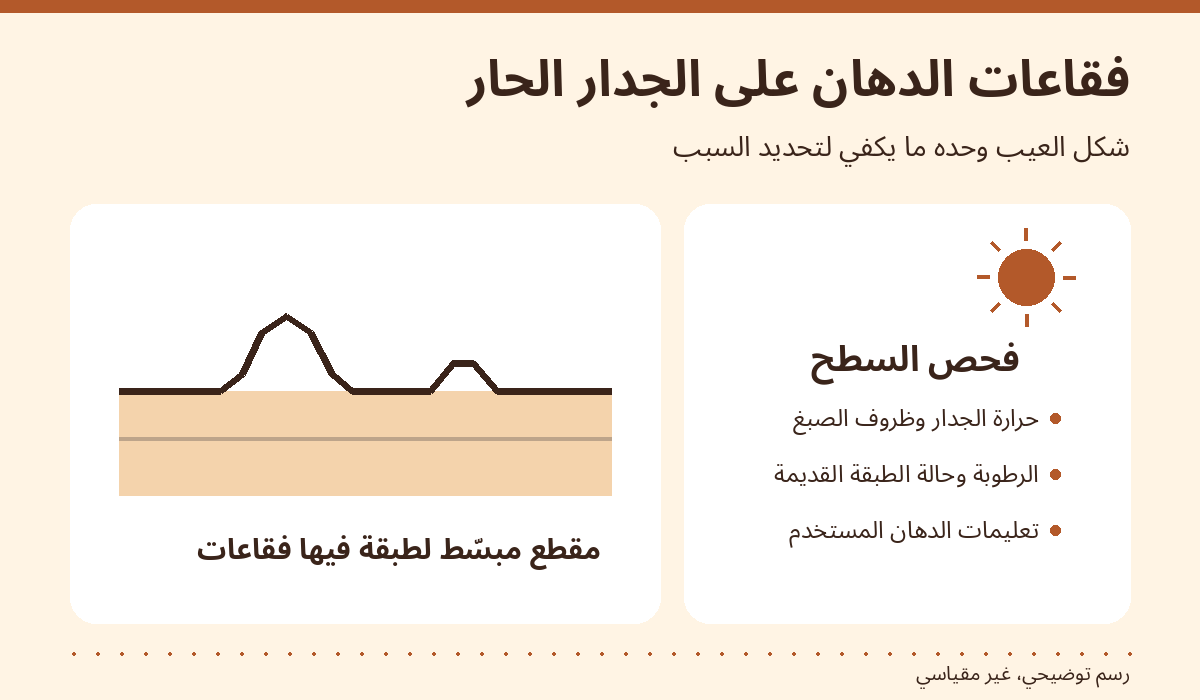 فقاعات الدهان على الجدار الحار
شكل العيب وحده ما يكفي لتحديد السبب
فحص السطح
حرارة الجدار وظروف الصبغ
الرطوبة وحالة الطبقة القديمة
تعليمات الدهان المستخدم
مقطع مبسّط لطبقة فيها فقاعات
رسم توضيحي، غير مقياسي